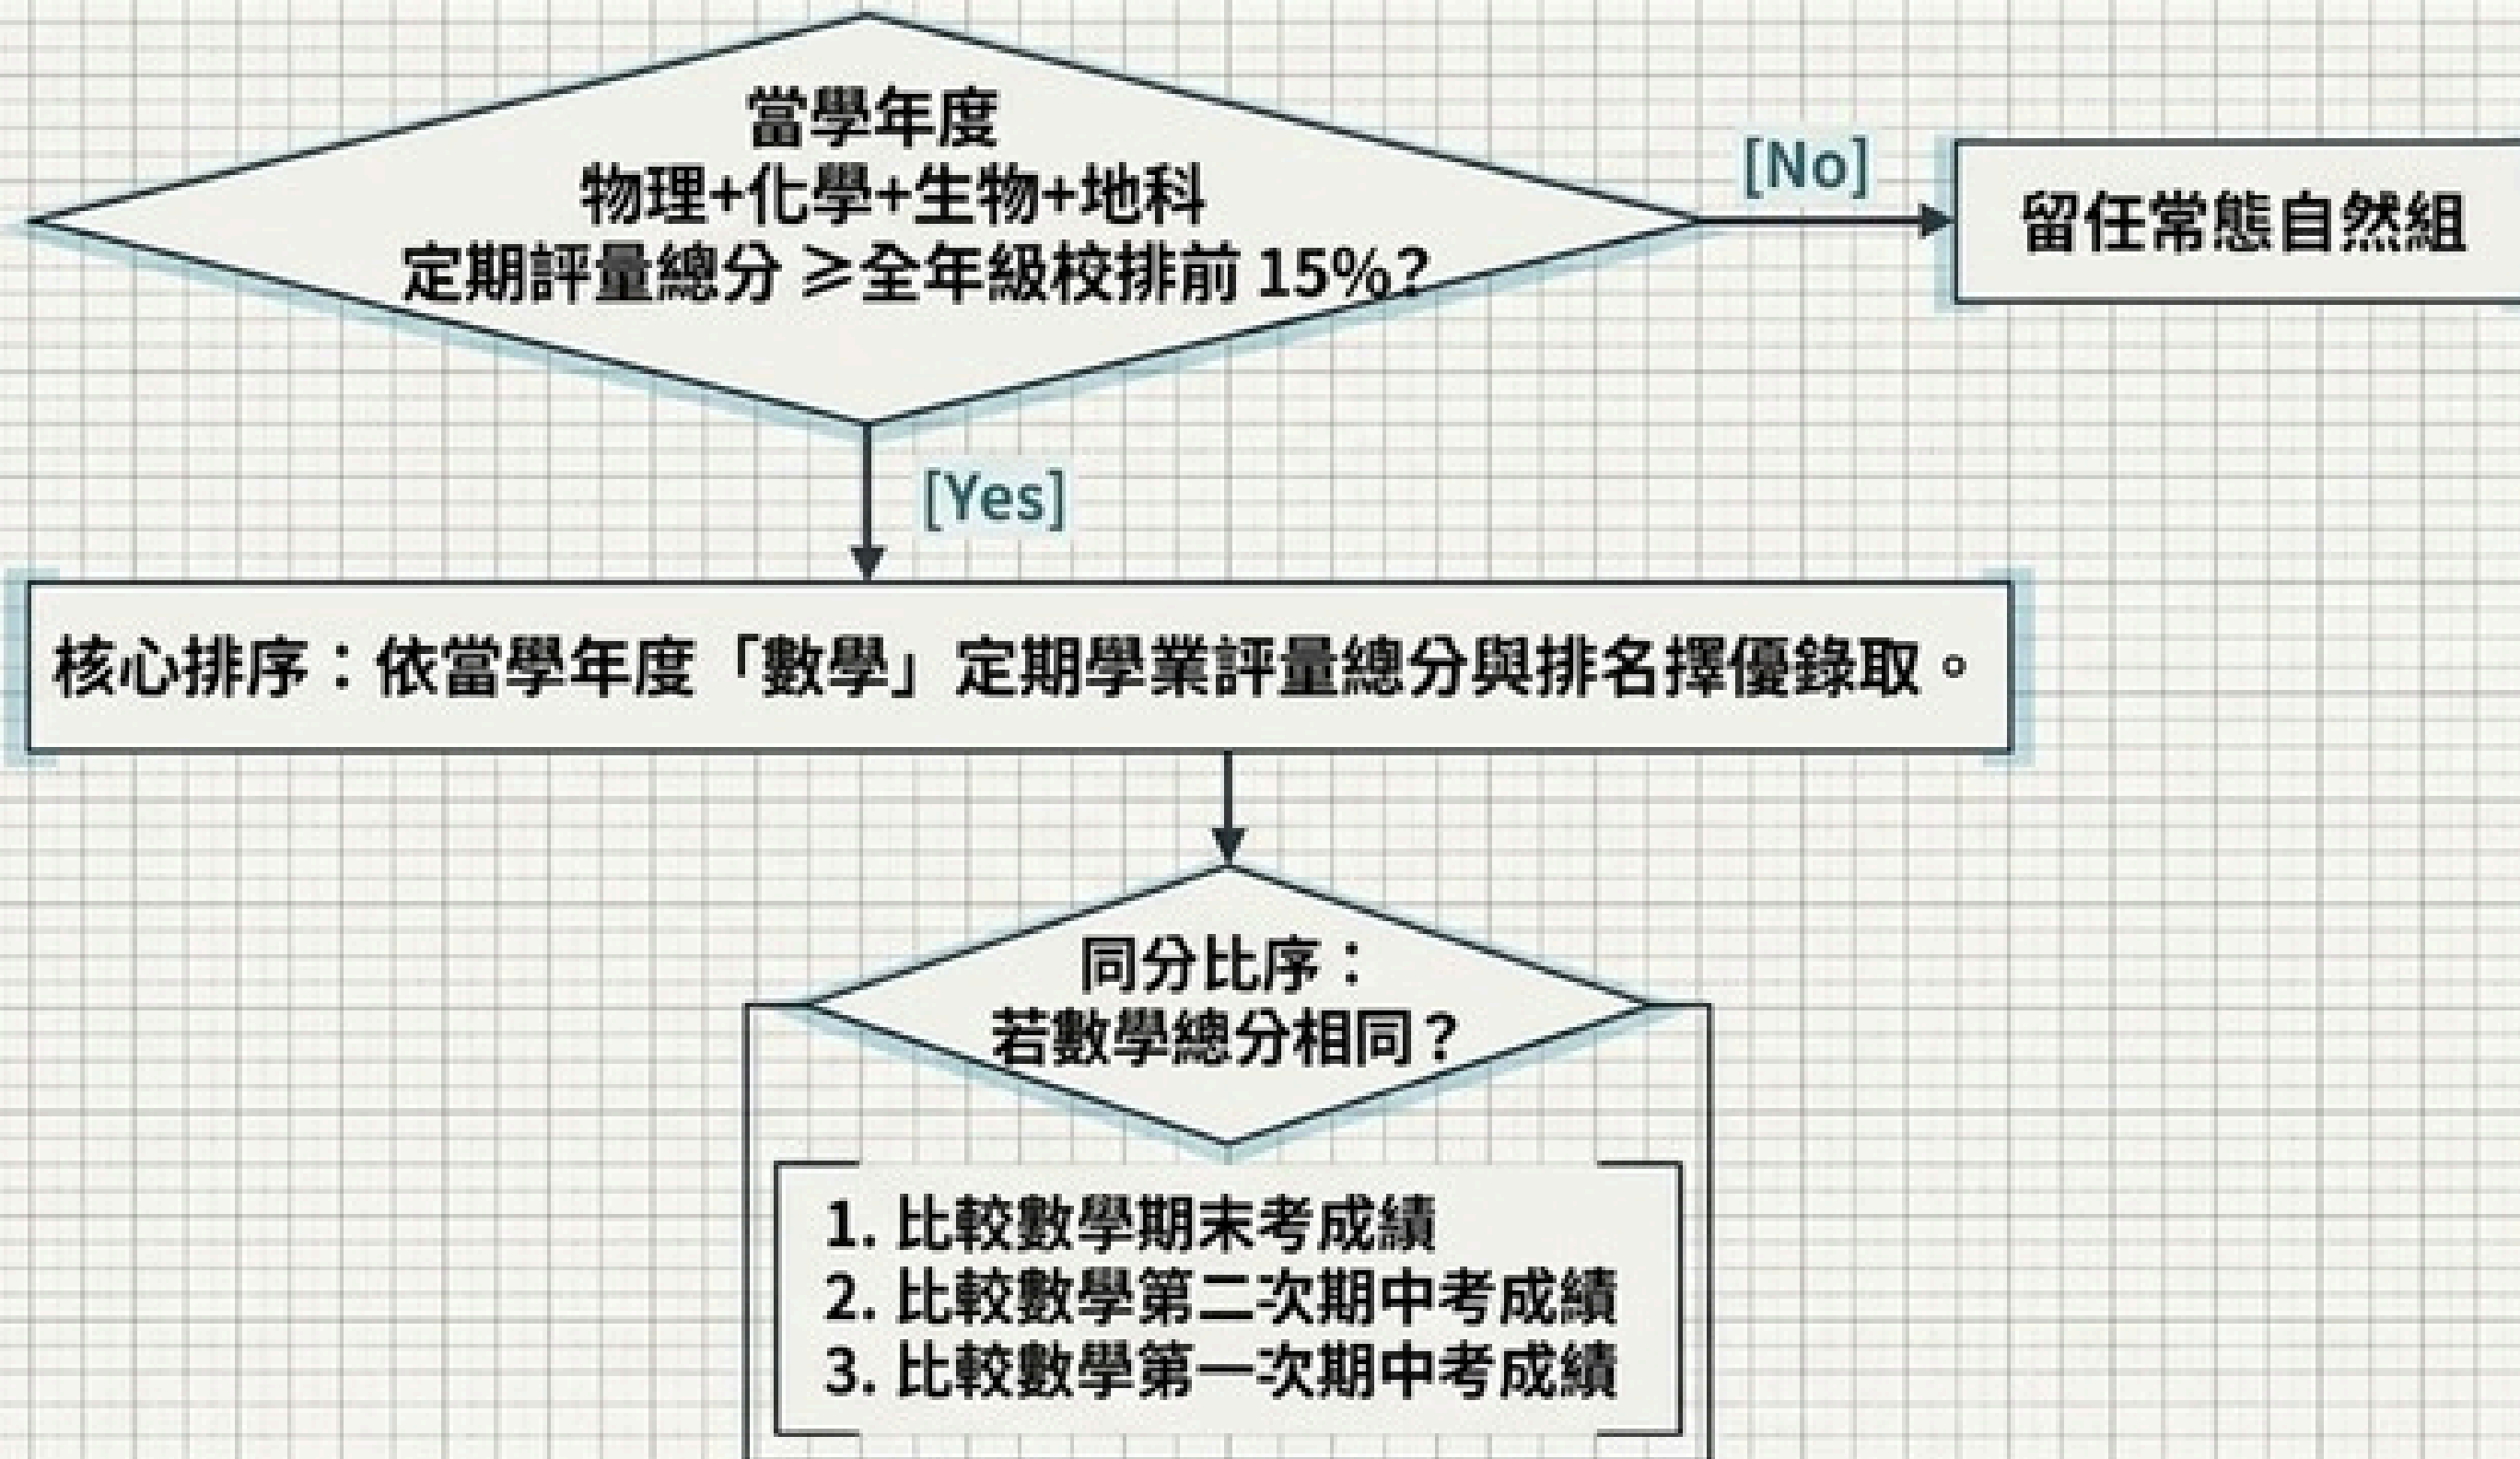 當學年度
物理+化學+生物+地科
定期評量總分 ≥全年級校排前 15%?
[No]
留任常態自然組
[Yes]
核心排序：依當學年度「數學」定期學業評量總分與排名擇優錄取。
同分比序：
若數學總分相同？
1. 比較數學期末考成績
2. 比較數學第二次期中考成績
3. 比較數學第一次期中考成績